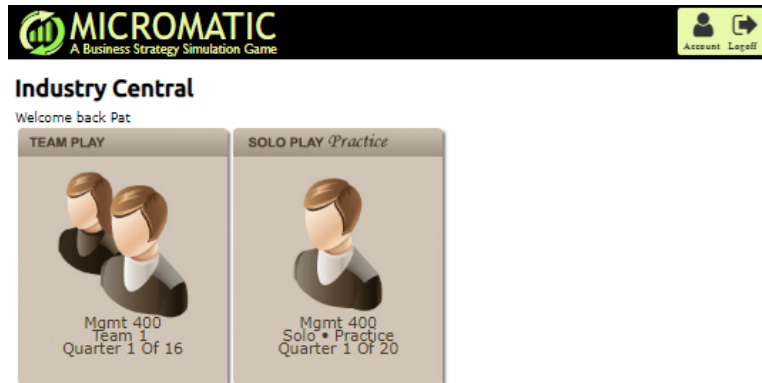 MICROMATIC
A Business Strategy Simulation Game
Account Logoff
Industry Central
Welcome back Pat
TEAM PLAY
SOLO PLAY Practice
Mgmt 400
Team 1
Quarter 1 Of 16
Mgmt 400
Solo • Practice
Quarter 1 Of 20